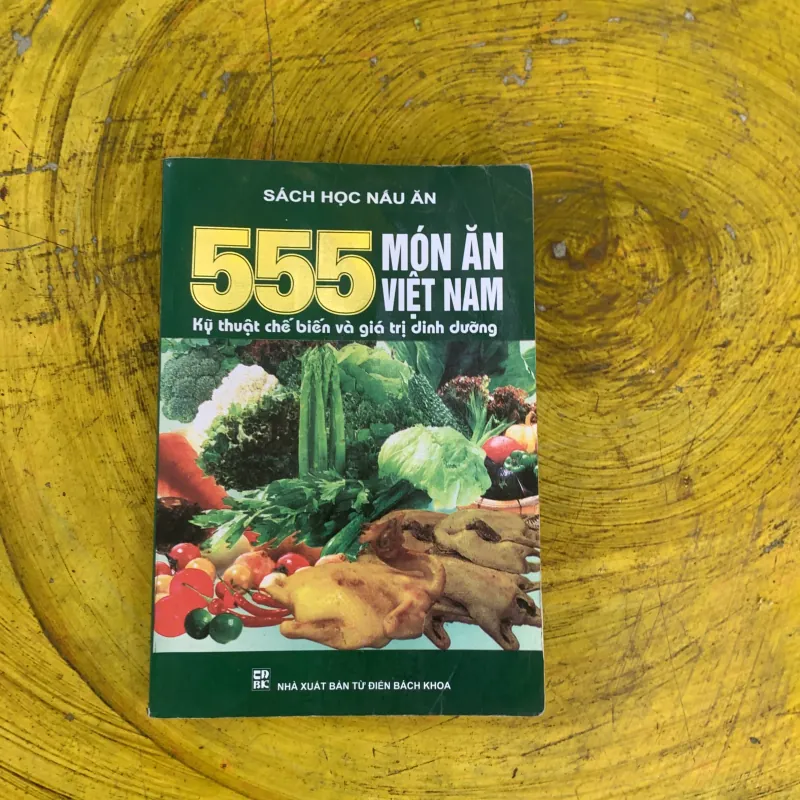 SÁCH HỌC NẤU ĂN
555 MÓN ĂN
VIỆT NAM
Kỹ thuật chế biến và giá trị dinh dưỡng
NHÀ XUẤT BẢN TỪ ĐIỂN BÁCH KHOA